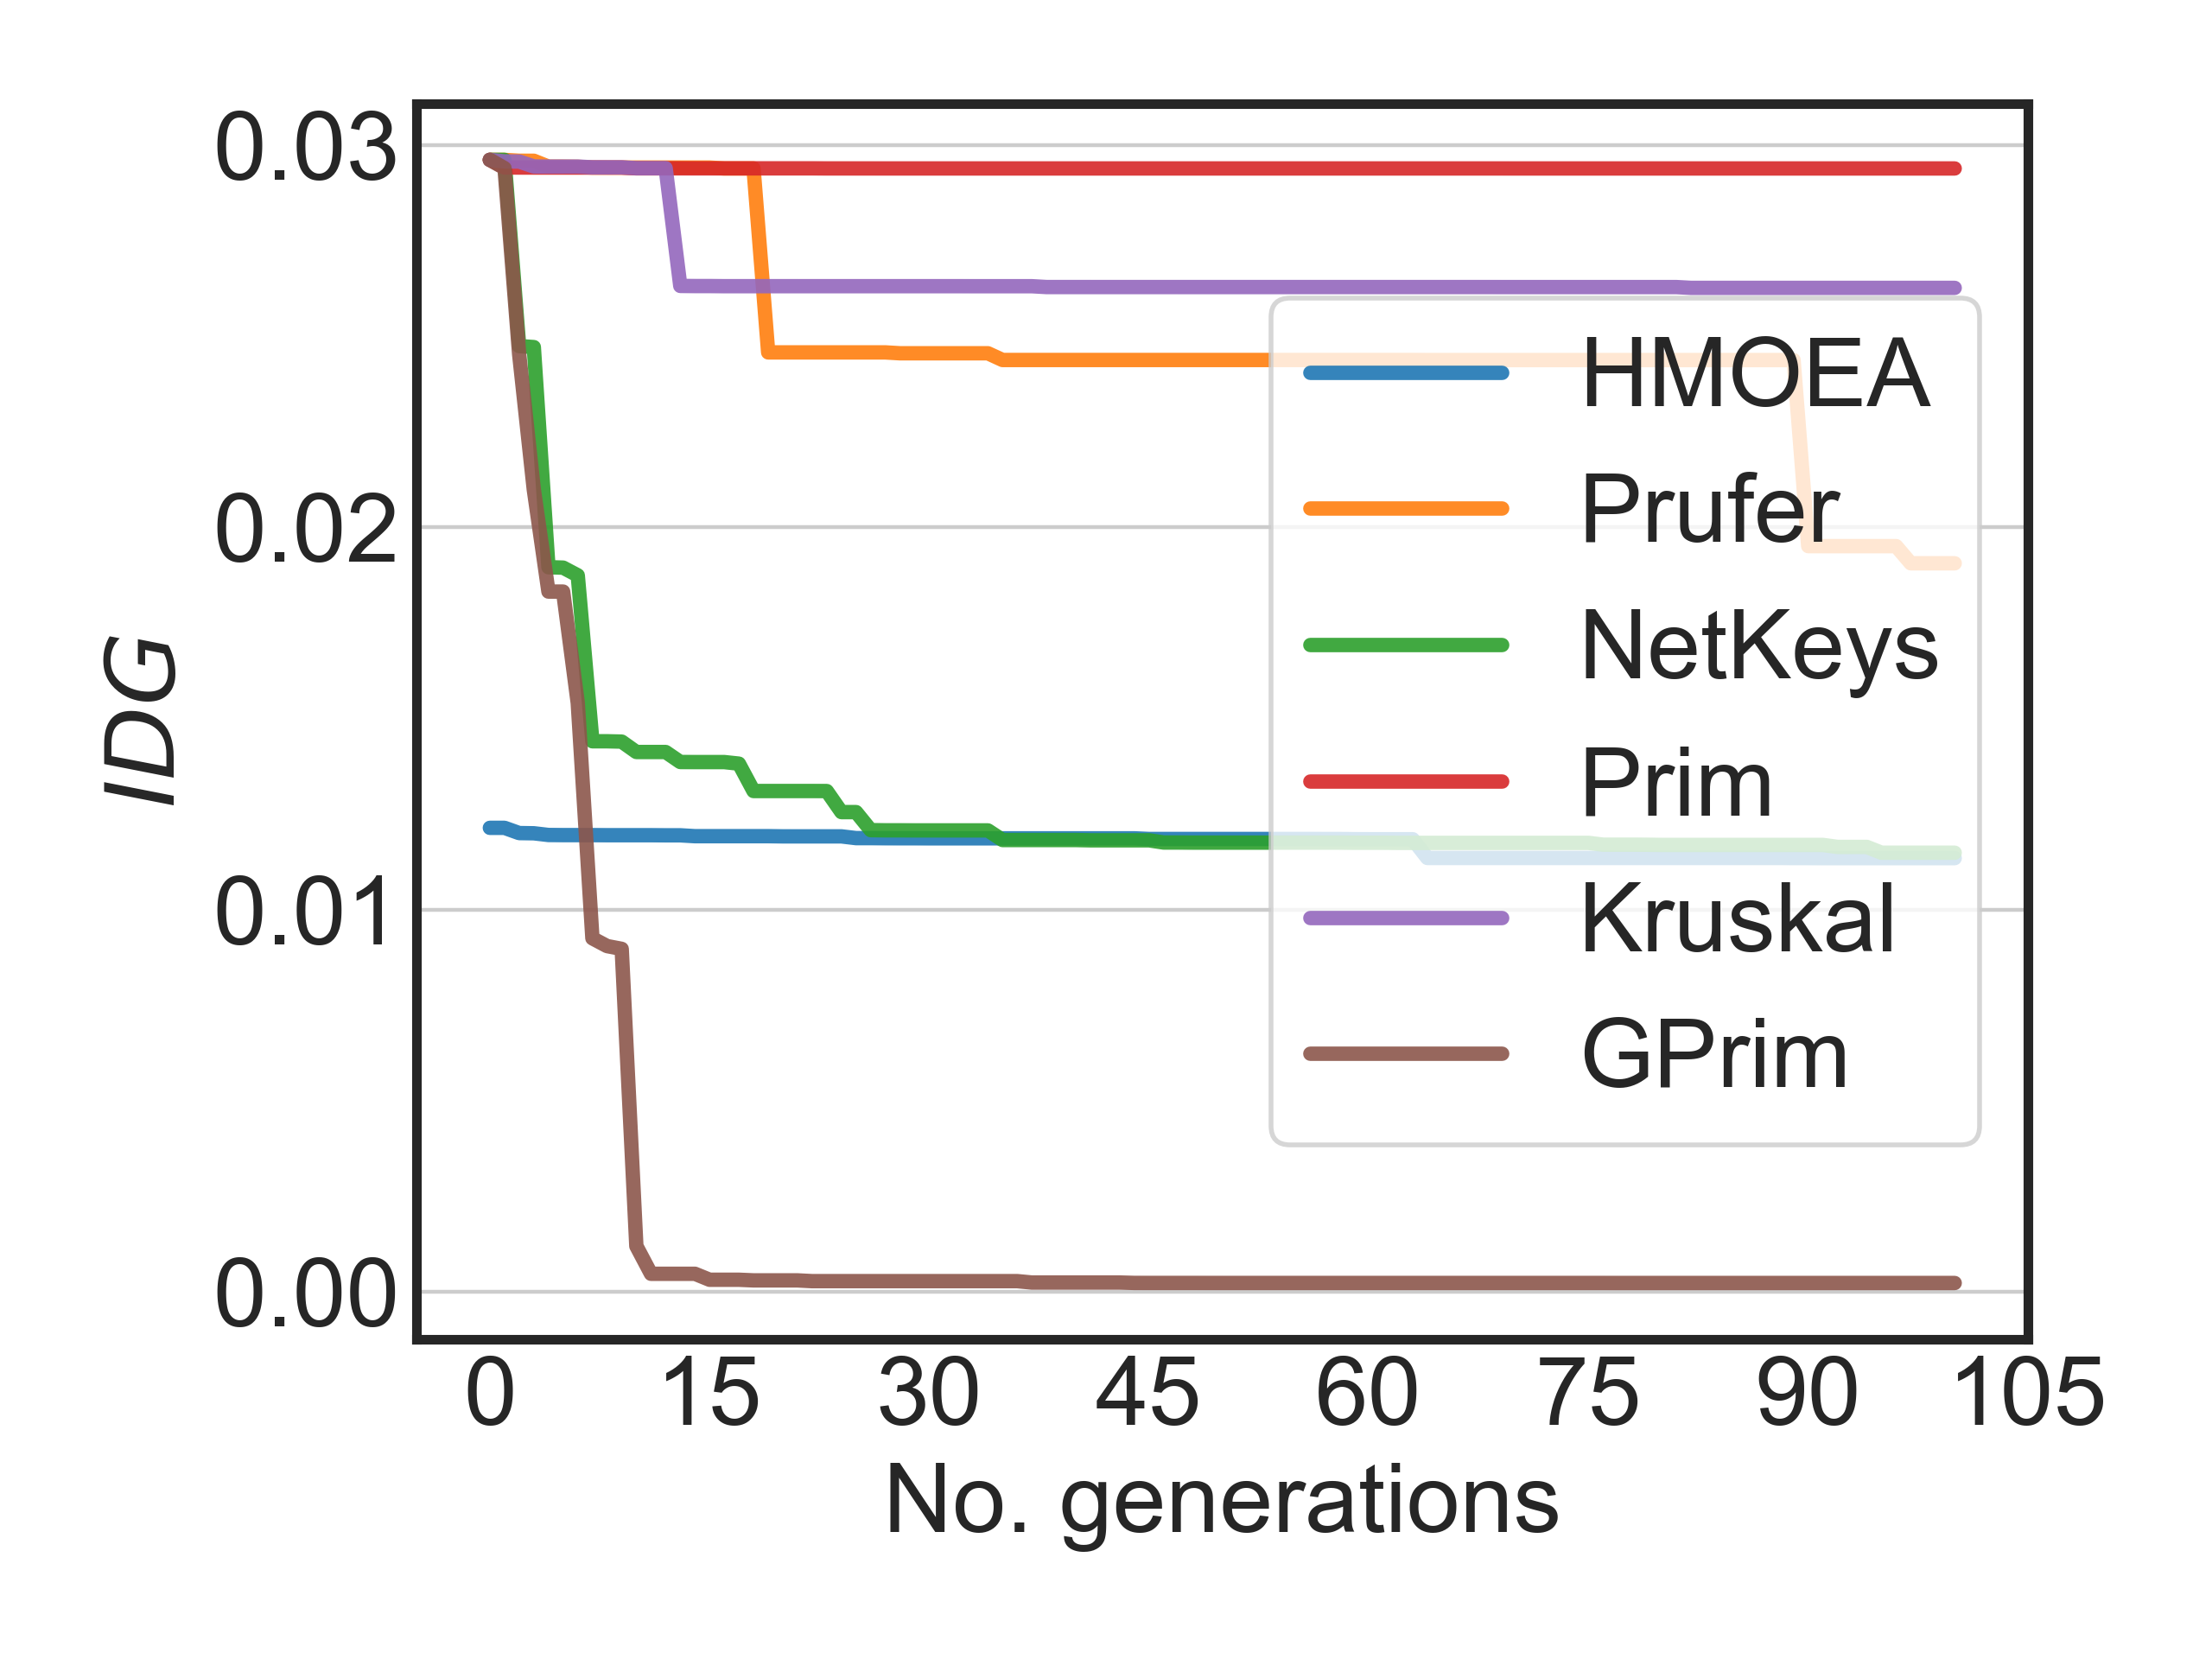 0.03
0.02
0.01
0.00
IDG
0 15 30 45 60 75 90 105
No. generations
HMOEA
Prufer
NetKeys
Prim
Kruskal
GPrim